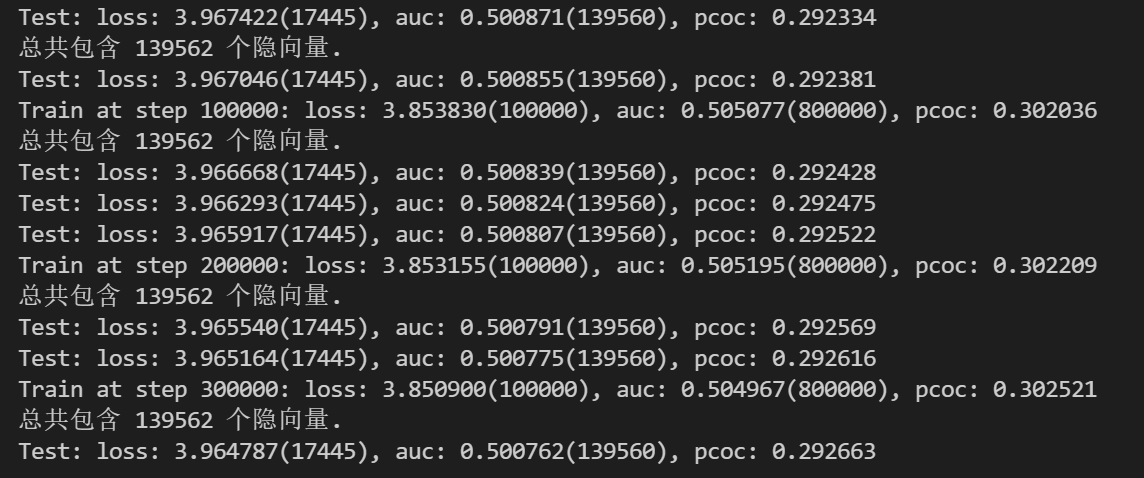 Test: loss: 3.967422(17445), auc: 0.500871(139560), pcoc: 0.292334
总共包含 139562 个隐向量.
Test: loss: 3.967046(17445), auc: 0.500855(139560), pcoc: 0.292381
Train at step 100000: loss: 3.853830(100000), auc: 0.505077(800000), pcoc: 0.302036
总共包含 139562 个隐向量.
Test: loss: 3.966668(17445), auc: 0.500839(139560), pcoc: 0.292428
Test: loss: 3.966293(17445), auc: 0.500824(139560), pcoc: 0.292475
Test: loss: 3.965917(17445), auc: 0.500807(139560), pcoc: 0.292522
Train at step 200000: loss: 3.853155(100000), auc: 0.505195(800000), pcoc: 0.302209
总共包含 139562 个隐向量.
Test: loss: 3.965540(17445), auc: 0.500791(139560), pcoc: 0.292569
Test: loss: 3.965164(17445), auc: 0.500775(139560), pcoc: 0.292616
Train at step 300000: loss: 3.850900(100000), auc: 0.504967(800000), pcoc: 0.302521
总共包含 139562 个隐向量.
Test: loss: 3.964787(17445), auc: 0.500762(139560), pcoc: 0.292663